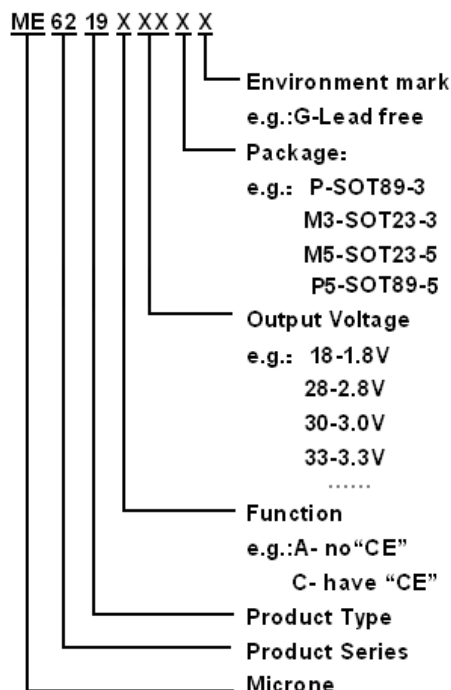 ME 62 19 X XX X X
Environment mark
e.g.:G-Lead free
Package:
e.g.: P-SOT89-3
M3-SOT23-3
M5-SOT23-5
P5-SOT89-5
Output Voltage
e.g.: 18-1.8V
28-2.8V
30-3.0V
33-3.3V
······
Function
e.g.:A- no“CE”
C- have “CE”
Product Type
Product Series
Microne